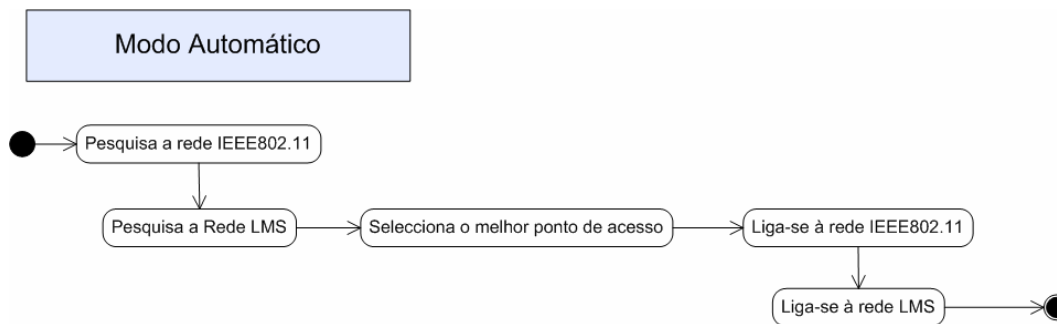 Modo Automático
Pesquisa a rede IEEE802.11
Pesquisa a Rede LMS
Selecciona o melhor ponto de acesso
Liga-se à rede IEEE802.11
Liga-se à rede LMS